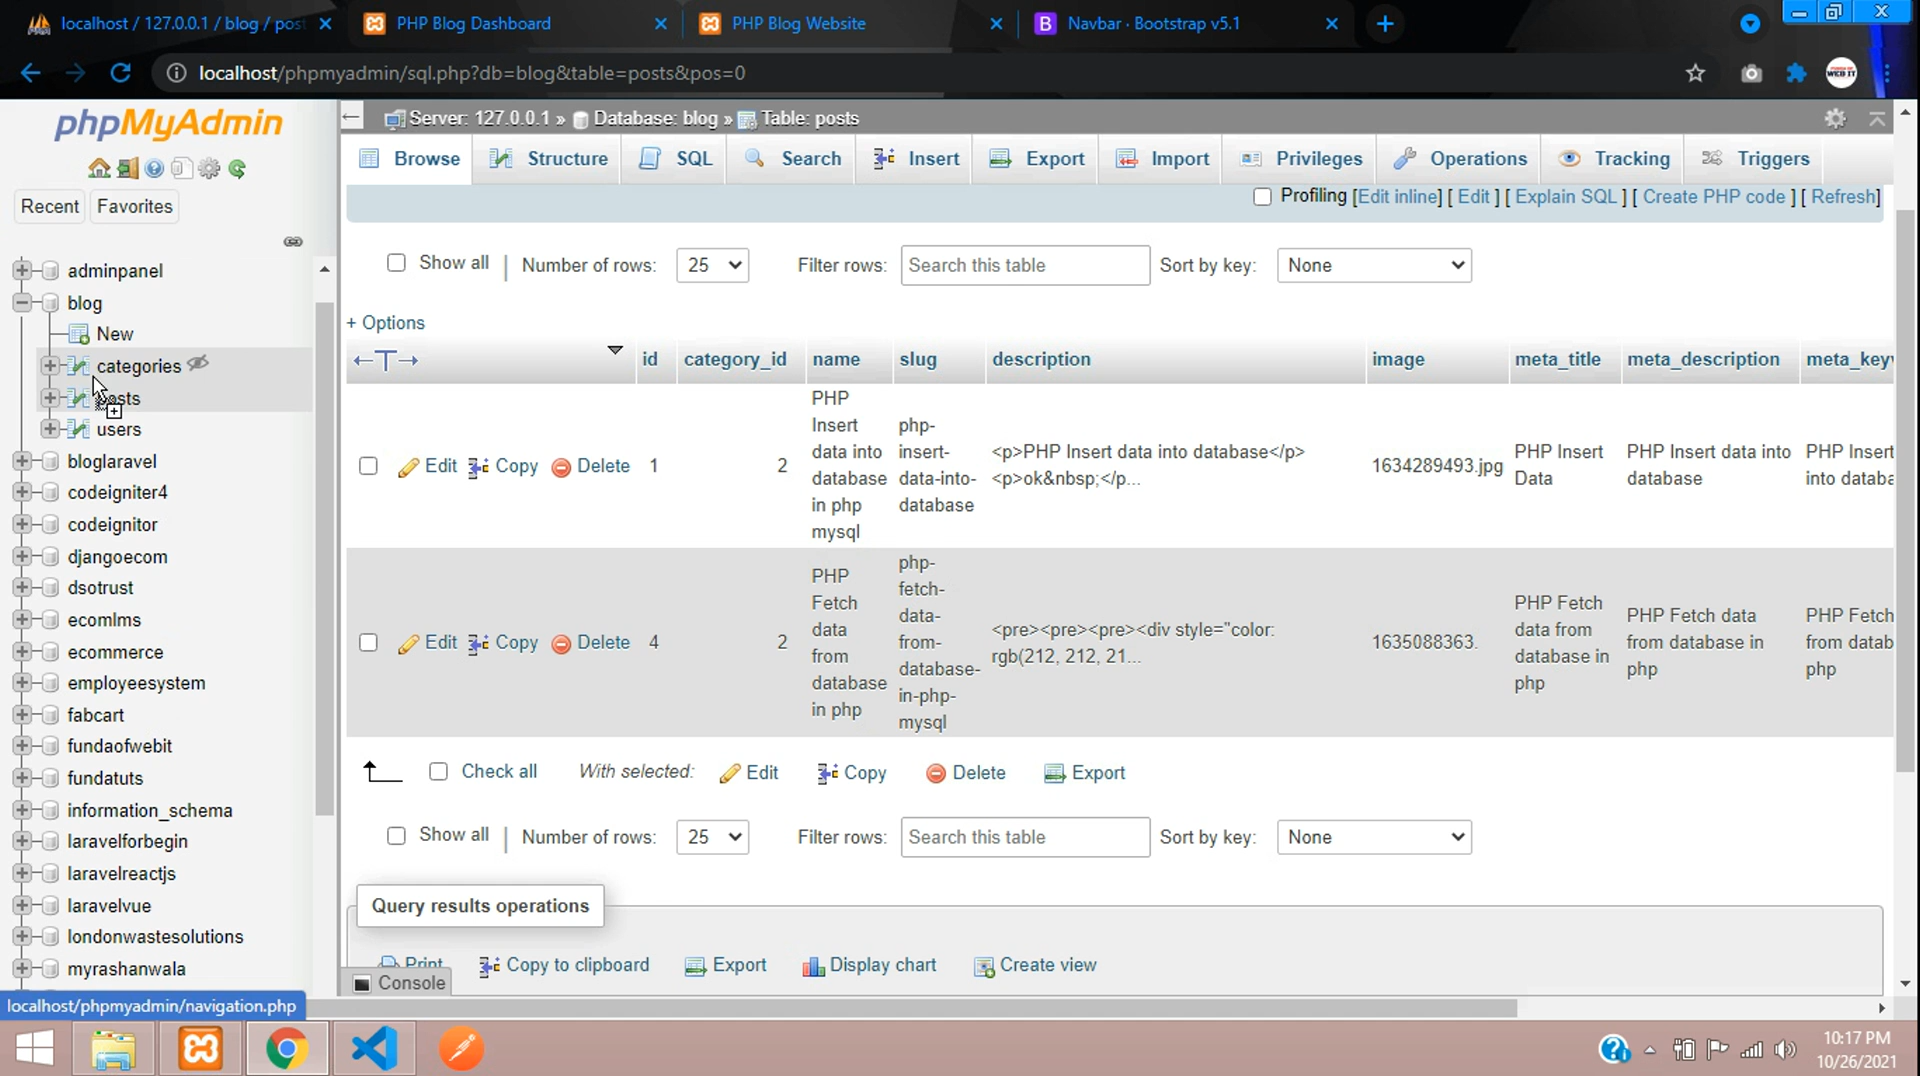 localhost / 127.0.0.1 / blog / post
PHP Blog Dashboard
PHP Blog Website
B
Navbar · Bootstrap v5.1
localhost/phpmyadmin/sql.php?db=blog&table=posts&pos=0
WEB IT
phpMyAdmin
Recent
Favorites
adminpanel
blog
New
categories
posts
users
bloglaravel
codeigniter4
codeignitor
djangoecom
dsotrust
ecomlms
ecommerce
employeesystem
fabcart
fundaofwebit
fundatuts
information_schema
laravelforbegin
laravelreactjs
laravelvue
londonwastesolutions
myrashanwala
localhost/phpmyadmin/navigation.php
Server: 127.0.0.1 » Database: blog » Table: posts
Browse
Structure
SQL
Search
Insert
Export
Import
Privileges
Operations
Tracking
Triggers
Profiling [Edit inline] [ Edit ] [ Explain SQL ] [ Create PHP code ] [ Refresh]
Show all | Number of rows: 25 Filter rows: Search this table Sort by key: None
+ Options
←T→ id category_id name slug description image meta_title meta_description meta_keyv
Edit Copy Delete 1 2
PHP
Insert
data into
database
in php
mysql
php-
insert-
data-into-
database
<p>PHP Insert data into database</p>
<p>ok&nbsp;</p...
1634289493.jpg
PHP Insert
Data
PHP Insert data into
database
PHP Insert
into databa
Edit Copy Delete 4 2
PHP
Fetch
data
from
database
in php
php-
fetch-
data-
from-
database-
in-php-
mysql
<pre><pre><pre><div style="color:
rgb(212, 212, 21...
1635088363.
PHP Fetch
data from
database in
php
PHP Fetch data
from database in
php
PHP Fetch
from datab
php
Check all With selected: Edit Copy Delete Export
Show all | Number of rows: 25 Filter rows: Search this table Sort by key: None
Query results operations
Print Copy to clipboard Export Display chart Create view
Console
10:17 PM
10/26/2021